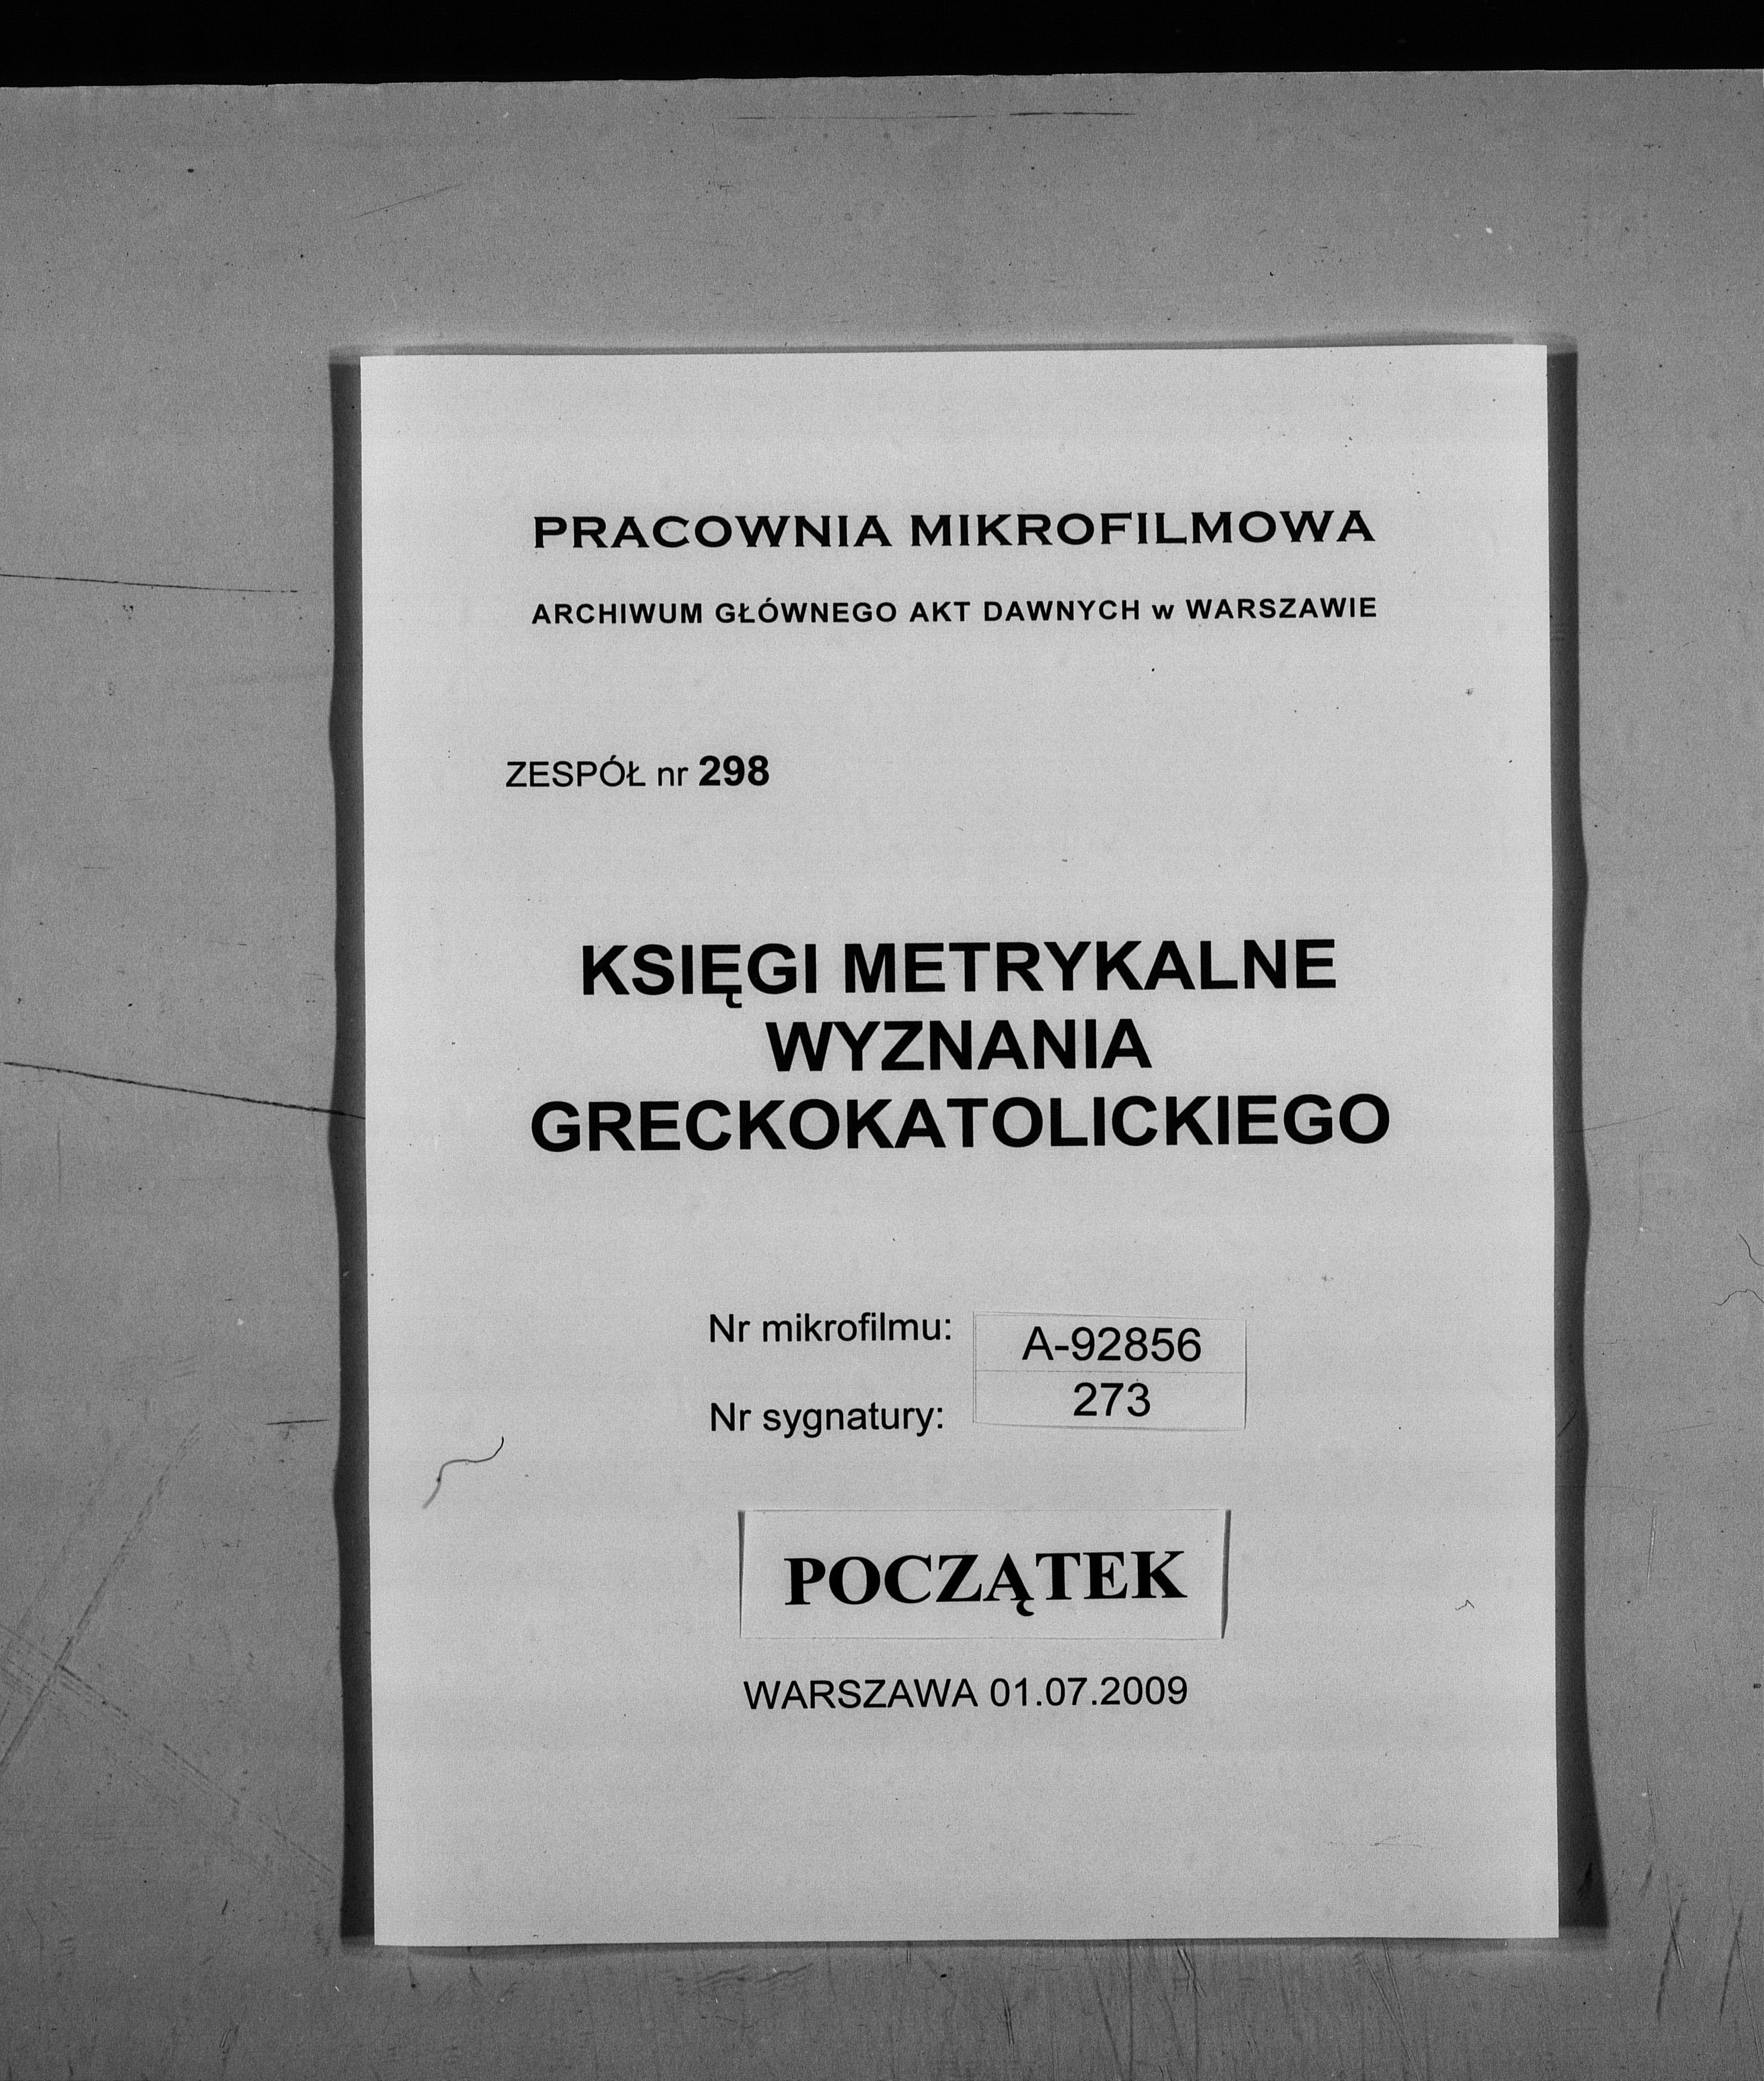 PRACOWNIA MIKROFILMOWA
ARCHIWUM GŁÓWNEGO AKT DAWNYCH w WARSZAWIE
ZESPÓŁ nr 298
KSIĘGI METRYKALNE
WYZNANIA
GRECKOKATOLICKIEGO
Nr mikrofilmu: A-92856
Nr sygnatury: 273
POCZĄTEK
WARSZAWA 01.07.2009